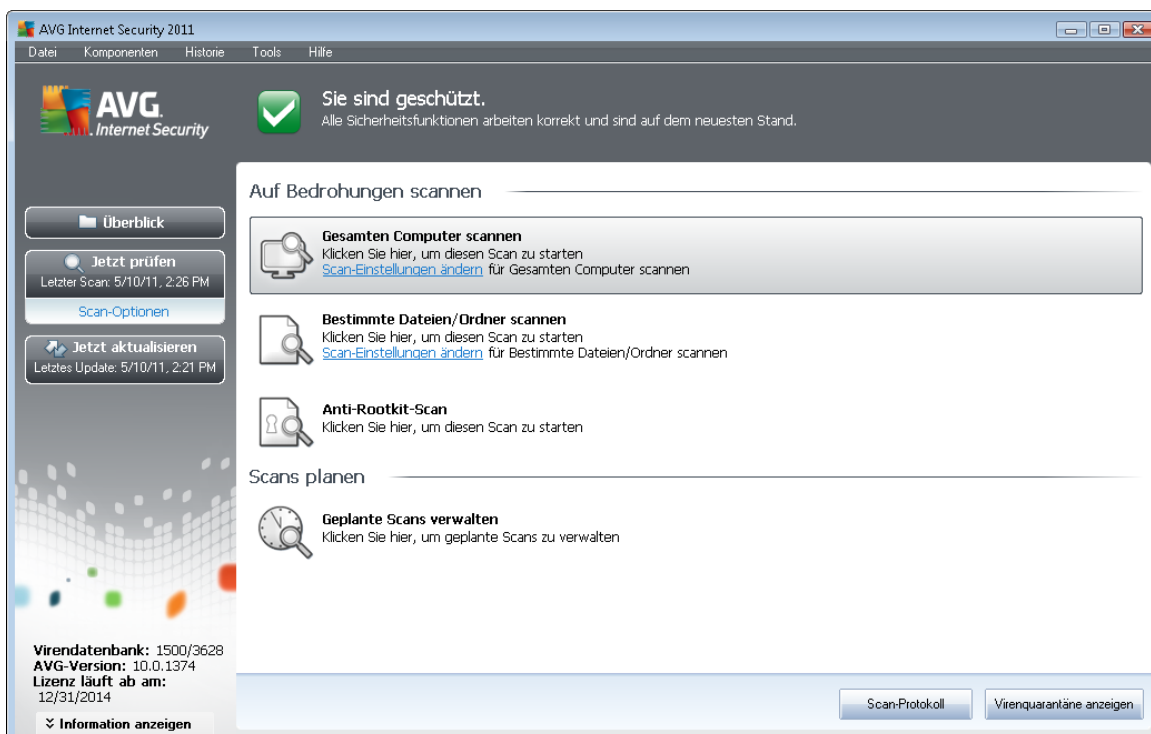 AVG Internet Security 2011
Datei Komponenten Historie Tools Hilfe
AVG.
Internet Security
Sie sind geschützt.
Alle Sicherheitsfunktionen arbeiten korrekt und sind auf dem neuesten Stand.
Überblick
Jetzt prüfen
Letzter Scan: 5/10/11, 2:26 PM
Scan-Optionen
Jetzt aktualisieren
Letztes Update: 5/10/11, 2:21 PM
Auf Bedrohungen scannen
Gesamten Computer scannen
Klicken Sie hier, um diesen Scan zu starten
Scan-Einstellungen ändern für Gesamten Computer scannen
Bestimmte Dateien/Ordner scannen
Klicken Sie hier, um diesen Scan zu starten
Scan-Einstellungen ändern für Bestimmte Dateien/Ordner scannen
Anti-Rootkit-Scan
Klicken Sie hier, um diesen Scan zu starten
Scans planen
Geplante Scans verwalten
Klicken Sie hier, um geplante Scans zu verwalten
Virendatenbank: 1500/3628
AVG-Version: 10.0.1374
Lizenz läuft ab am:
12/31/2014
Information anzeigen
Scan-Protokoll
Virenquarantäne anzeigen